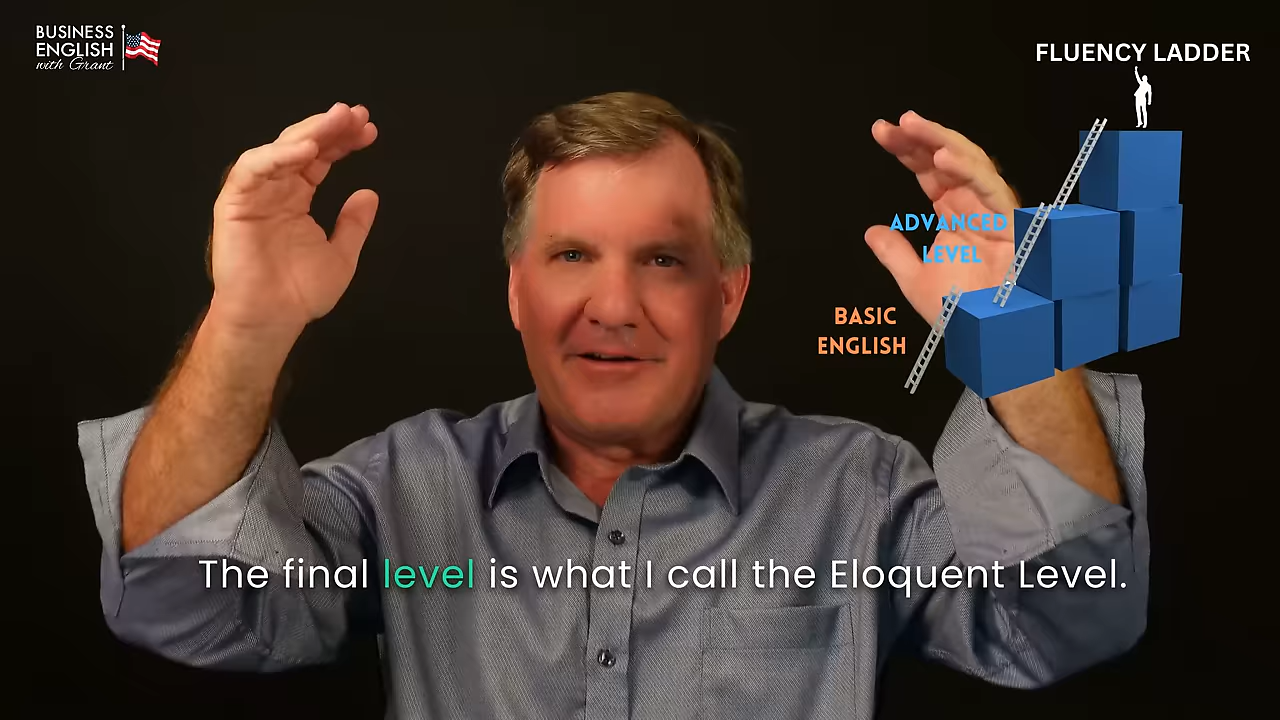 BUSINESS
ENGLISH
with Grant
FLUENCY LADDER
ADVANCED
LEVEL
BASIC
ENGLISH
The final level is what I call the Eloquent Level.